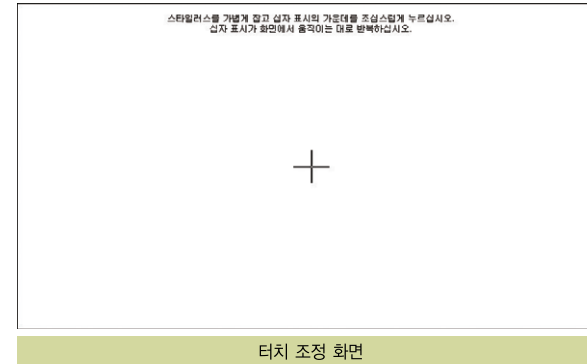 스타일러스를 가볍게 잡고 십자 표시의 가운데를 조심스럽게 누르십시오.
십자 표시가 화면에서 움직이는 대로 반복하십시오.
터치 조정 화면